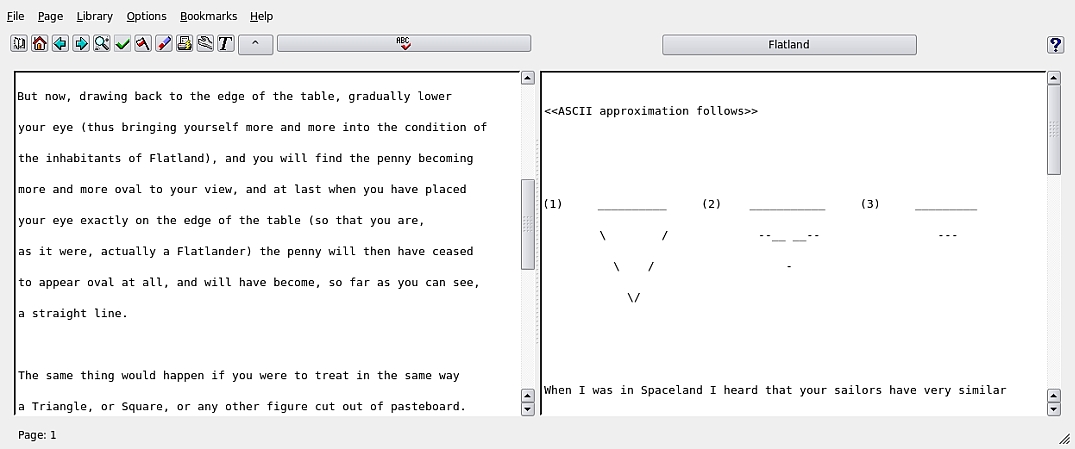 File Page Library Options Bookmarks Help
T ^ ABC Flatland ?
But now, drawing back to the edge of the table, gradually lower
your eye (thus bringing yourself more and more into the condition of
the inhabitants of Flatland), and you will find the penny becoming
more and more oval to your view, and at last when you have placed
your eye exactly on the edge of the table (so that you are,
as it were, actually a Flatlander) the penny will then have ceased
to appear oval at all, and will have become, so far as you can see,
a straight line.
The same thing would happen if you were to treat in the same way
a Triangle, or Square, or any other figure cut out of pasteboard.
<<ASCII approximation follows>>
(1) __________ (2) ___________ (3) _________
\ / --__ __-- ---
\ / -
\/
When I was in Spaceland I heard that your sailors have very similar
Page: 1